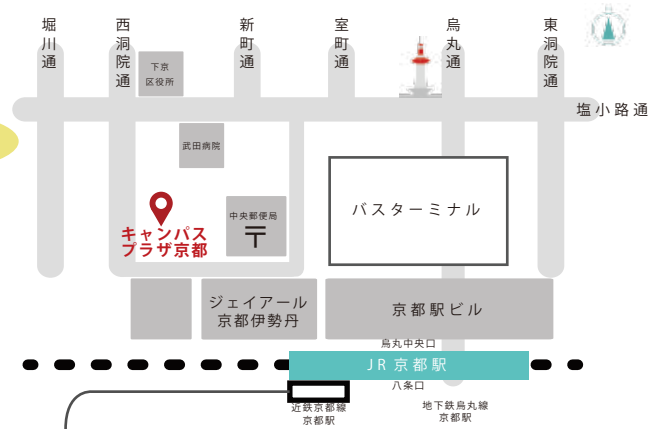 堀川通
西洞院通
新町通
室町通
烏丸通
東洞院通
下京
区役所
塩小路通
武田病院
キャンパス
プラザ京都
中央郵便局
〒
バスターミナル
ジェイアール
京都伊勢丹
京都駅ビル
烏丸中央口
JR京都駅
八条口
近鉄京都線
京都駅
地下鉄烏丸線
京都駅